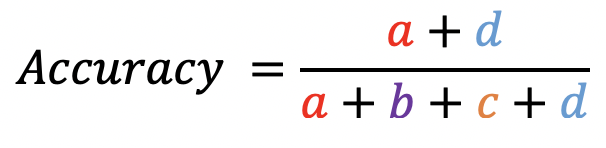 Accuracy = a + d
a + b + c + d